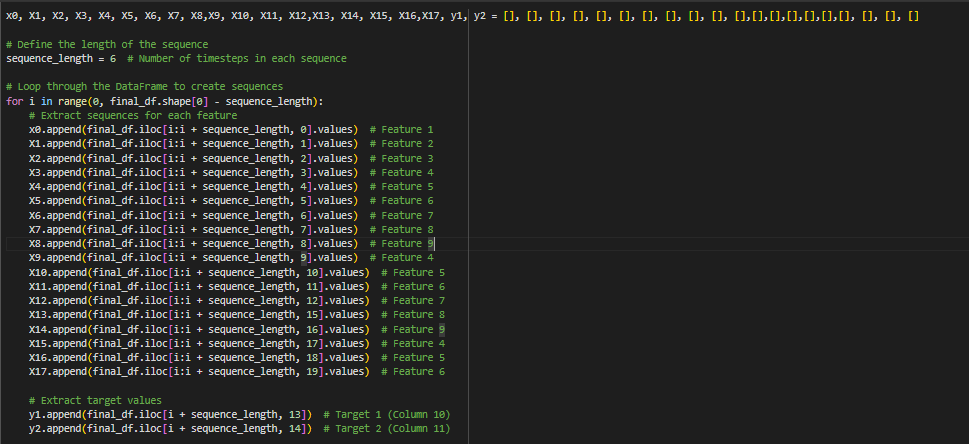 x0, X1, X2, X3, X4, X5, X6, X7, X8,X9, X10, X11, X12,X13, X14, X15, X16,X17, y1, y2 = [], [], [], [], [], [], [], [], [], [], [],[],[],[],[],[],[], [], [], []
# Define the length of the sequence
sequence_length = 6  # Number of timesteps in each sequence
# Loop through the DataFrame to create sequences
for i in range(0, final_df.shape[0] - sequence_length):
    # Extract sequences for each feature
    x0.append(final_df.iloc[i:i + sequence_length, 0].values)  # Feature 1
    X1.append(final_df.iloc[i:i + sequence_length, 1].values)  # Feature 2
    X2.append(final_df.iloc[i:i + sequence_length, 2].values)  # Feature 3
    X3.append(final_df.iloc[i:i + sequence_length, 3].values)  # Feature 4
    X4.append(final_df.iloc[i:i + sequence_length, 4].values)  # Feature 5
    X5.append(final_df.iloc[i:i + sequence_length, 5].values)  # Feature 6
    X6.append(final_df.iloc[i:i + sequence_length, 6].values)  # Feature 7
    X7.append(final_df.iloc[i:i + sequence_length, 7].values)  # Feature 8
    X8.append(final_df.iloc[i:i + sequence_length, 8].values)  # Feature 9
    X9.append(final_df.iloc[i:i + sequence_length, 9].values)  # Feature 4
    X10.append(final_df.iloc[i:i + sequence_length, 10].values)  # Feature 5
    X11.append(final_df.iloc[i:i + sequence_length, 11].values)  # Feature 6
    X12.append(final_df.iloc[i:i + sequence_length, 12].values)  # Feature 7
    X13.append(final_df.iloc[i:i + sequence_length, 15].values)  # Feature 8
    X14.append(final_df.iloc[i:i + sequence_length, 16].values)  # Feature 9
    X15.append(final_df.iloc[i:i + sequence_length, 17].values)  # Feature 4
    X16.append(final_df.iloc[i:i + sequence_length, 18].values)  # Feature 5
    X17.append(final_df.iloc[i:i + sequence_length, 19].values)  # Feature 6
    # Extract target values
    y1.append(final_df.iloc[i + sequence_length, 13])  # Target 1 (Column 10)
    y2.append(final_df.iloc[i + sequence_length, 14])  # Target 2 (Column 11)